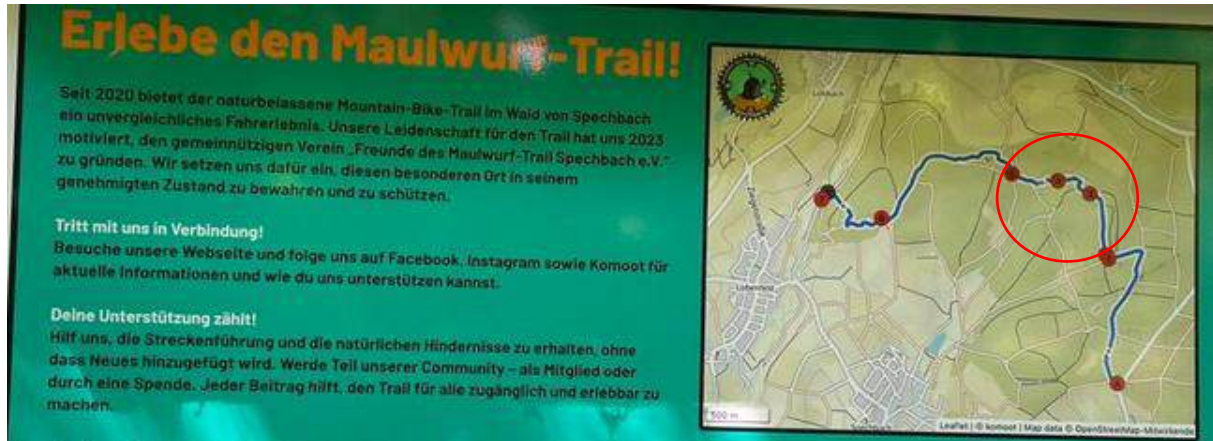 Erlebe den Maulwurf-Trail!
Seit 2020 bietet der naturbelassene Mountain-Bike-Trail im Wald von Spechbach
ein unvergleichliches Fahrerlebnis. Unsere Leidenschaft für den Trail hat uns 2023
motiviert, den gemeinnützigen Verein „Freunde des Maulwurf-Trail Spechbach e.V."
zu gründen. Wir setzen uns dafür ein, diesen besonderen Ort in seinem
genehmigten Zustand zu bewahren und zu schützen.
Tritt mit uns in Verbindung!
Besuche unsere Webseite und folge uns auf Facebook, Instagram sowie Komoot für
aktuelle Informationen und wie du uns unterstützen kannst.
Deine Unterstützung zählt!
Hilf uns, die Streckenführung und die natürlichen Hindernisse zu erhalten, ohne
dass Neues hinzugefügt wird. Werde Teil unserer Community – als Mitglied oder
durch eine Spende. Jeder Beitrag hilft, den Trail für alle zugänglich und erlebbar zu
machen.
Lobbach
Lobenfeld
500 m
Leaflet | © komoot | Map data © OpenStreetMap-Mitwirkende